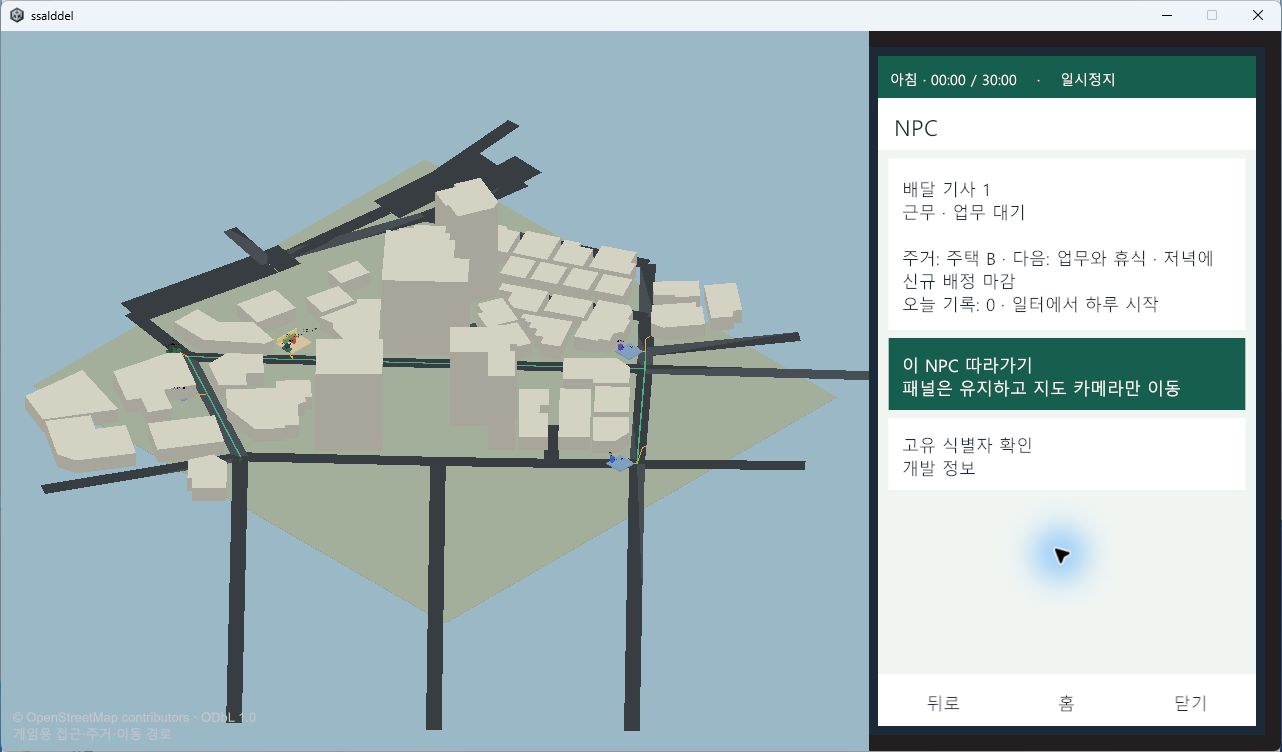 ssalddel
아침 · 00:00 / 30:00 · 일시정지
NPC
배달 기사 1
근무 · 업무 대기
주거: 주택 B · 다음: 업무와 휴식 · 저녁에
신규 배정 마감
오늘 기록: 0 · 일터에서 하루 시작
이 NPC 따라가기
패널은 유지하고 지도 카메라만 이동
고유 식별자 확인
개발 정보
뒤로 홈 닫기
© OpenStreetMap contributors · ODbL 1.0
게임용 접근·주거·이동 경로